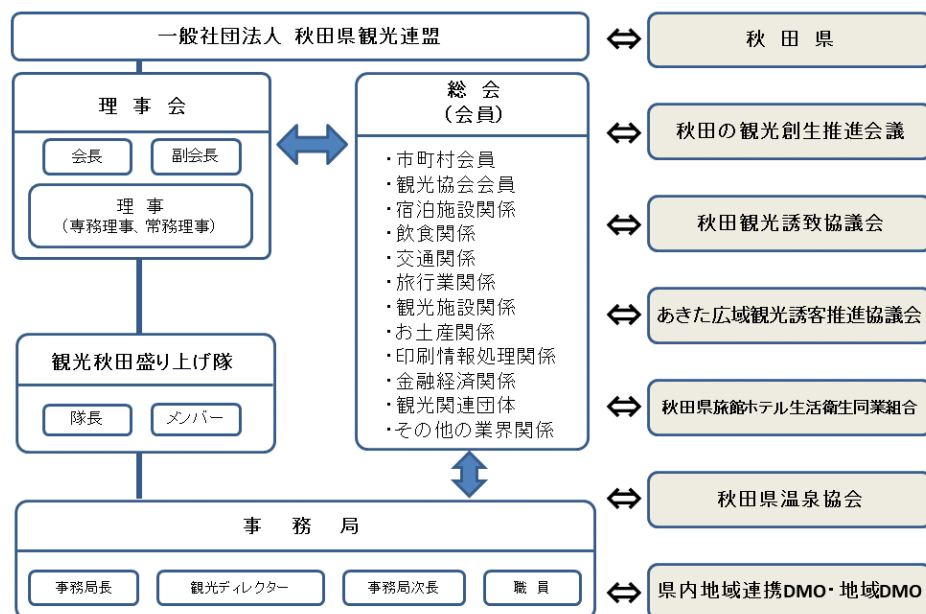 一般社団法人 秋田県観光連盟
理 事 会
会長
副会長
理 事
(専務理事、常務理事)
観光秋田盛り上げ隊
隊長
メンバー
総 会
(会員)
・市町村会員
・観光協会会員
・宿泊施設関係
・飲食関係
・交通関係
・旅行業関係
・観光施設関係
・お土産関係
・印刷情報処理関係
・金融経済関係
・観光関連団体
・その他の業界関係
事 務 局
事務局長
観光ディレクター
事務局次長
職 員
秋 田 県
秋田の観光創生推進会議
秋田観光誘致協議会
あきた広域観光誘客推進協議会
秋田県旅館ホテル生活衛生同業組合
秋田県温泉協会
県内地域連携DMO・地域DMO